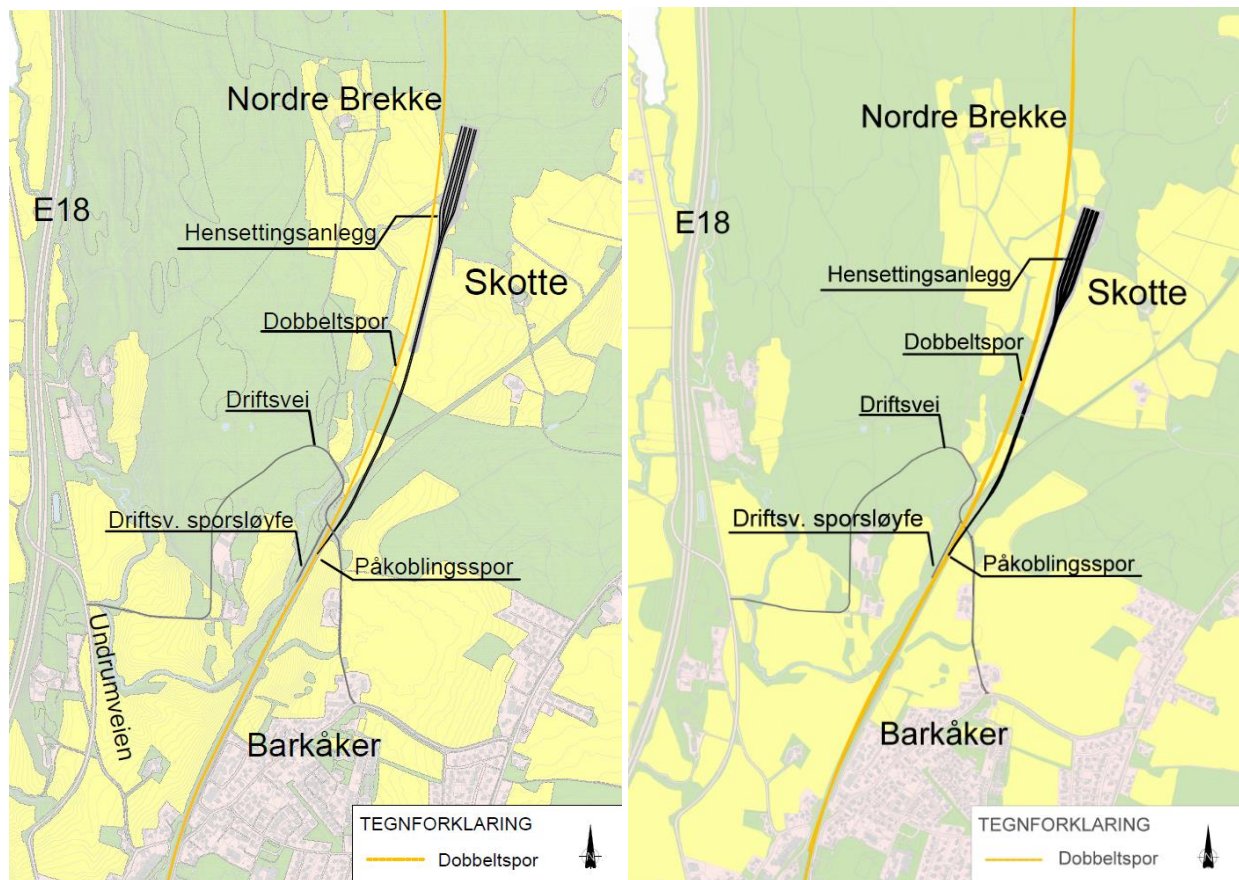 Nordre Brekke
E18
Hensettingsanlegg
Skotte
Dobbeltspor
Driftsvei
Driftsv. sporsløyfe
Påkoblingsspor
Undrumveien
Barkåker
TEGNFORKLARING
Dobbeltspor
N
Nordre Brekke
E18
Hensettingsanlegg
Skotte
Dobbeltspor
Driftsvei
Driftsv. sporsløyfe
Påkoblingsspor
Barkåker
TEGNFORKLARING
Dobbeltspor
N